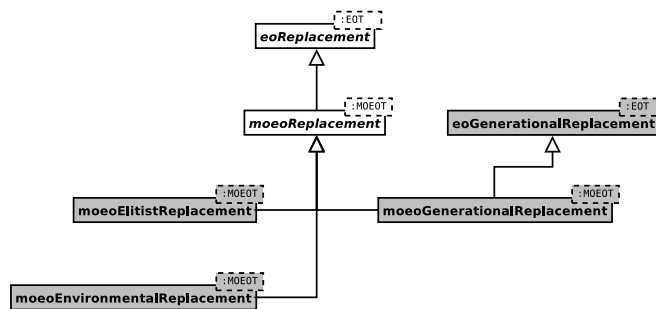 :EOT
eoReplacement
:MOEOT
moeoReplacement
:EOT
eoGenerationalReplacement
:MOEOT
moeoElitistReplacement
:MOEOT
moeoGenerationalReplacement
:MOEOT
moeoEnvironmentalReplacement